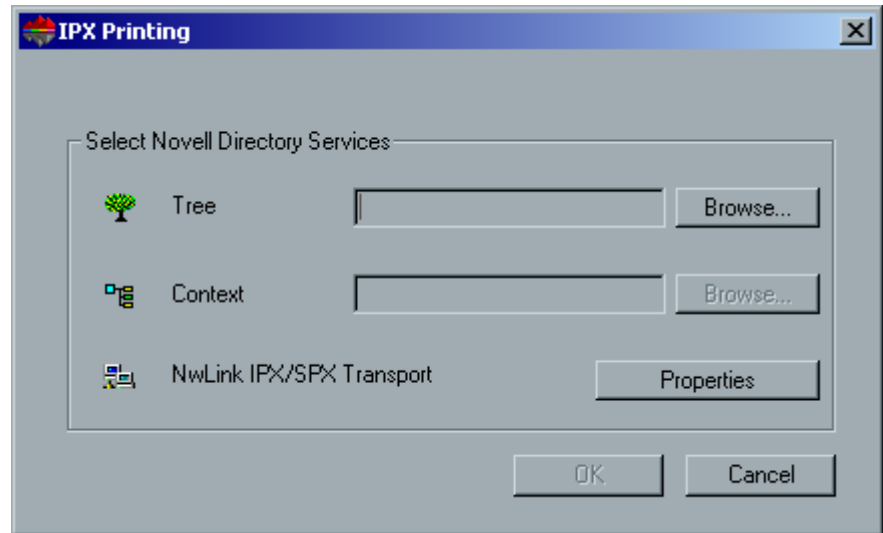 IPX Printing
Select Novell Directory Services
Tree Browse...
Context Browse...
NwLink IPX/SPX Transport Properties
OK Cancel